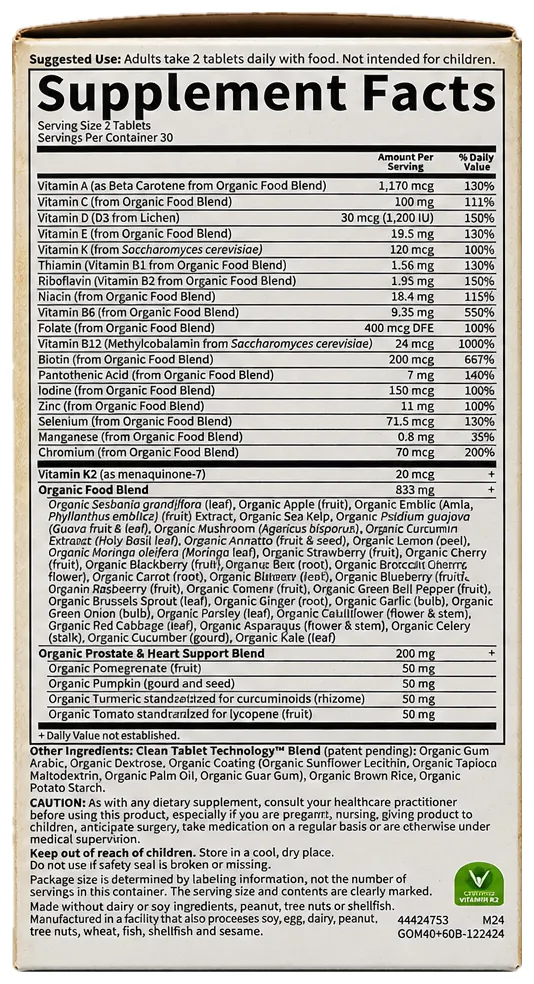 Suggested Use: Adults take 2 tablets daily with food. Not intended for children.
Supplement Facts
Serving Size 2 Tablets
Servings Per Container 30
Amount Per Serving % Daily Value
Vitamin A (as Beta Carotene from Organic Food Blend) 1,170 mcg 130%
Vitamin C (from Organic Food Blend) 100 mg 111%
Vitamin D (D3 from Lichen) 30 mcg (1,200 IU) 150%
Vitamin E (from Organic Food Blend) 19.5 mg 130%
Vitamin K (from Saccharomyces cerevisiae) 120 mcg 100%
Thiamin (Vitamin B1 from Organic Food Blend) 1.56 mg 130%
Riboflavin (Vitamin B2 from Organic Food Blend) 1.95 mg 150%
Niacin (from Organic Food Blend) 18.4 mg 115%
Vitamin B6 (from Organic Food Blend) 9.35 mg 550%
Folate (from Organic Food Blend) 400 mcg DFE 100%
Vitamin B12 (Methylcobalamin from Saccharomyces cerevisiae) 24 mcg 1000%
Biotin (from Organic Food Blend) 200 mcg 667%
Pantothenic Acid (from Organic Food Blend) 7 mg 140%
Iodine (from Organic Food Blend) 150 mcg 100%
Zinc (from Organic Food Blend) 11 mg 100%
Selenium (from Organic Food Blend) 71.5 mcg 130%
Manganese (from Organic Food Blend) 0.8 mg 35%
Chromium (from Organic Food Blend) 70 mcg 200%
Vitamin K2 (as menaquinone-7) 20 mcg +
Organic Food Blend 833 mg +
Organic Sesbania grandiflora (leaf), Organic Apple (fruit), Organic Emblic (Amla,
Phyllanthus emblica) (fruit) Extract, Organic Sea Kelp, Organic Psidium guajova
(Guava fruit & leaf), Organic Mushroom (Agaricus bisporus), Organic Curcumin
(Holy Basil leaf), Organic Annatto (fruit & seed), Organic Lemon (peel),
Organic Moringa oleifera (Moringa leaf), Organic Strawberry (fruit), Organic Cherry
(fruit), Organic Blackberry (fruit), (root), Organic
flower), Organic Carrot (root), Organic Organic Blueberry
(fruit), Organic (fruit), Organic Green Bell Pepper (fruit),
Organic Brussels Sprout (leaf), Organic Ginger (root), Organic Garlic (bulb), Organic
Green Onion (bulb), Organic Parsley (leaf), Organic (flower & stem),
Organic Red Cabbage (leaf), Organic Asparagus (flower & stem), Organic Celery
(stalk), Organic Cucumber (gourd), Organic Kale (leaf)
Organic Prostate & Heart Support Blend 200 mg +
Organic Pomegrenate (fruit) 50 mg
Organic Pumpkin (gourd and seed) 50 mg
Organic Turmeric for curcuminoids (rhizome) 50 mg
Organic Tomato for lycopene (fruit) 50 mg
+ Daily Value not established.
Other Ingredients: Clean Tablet Technology™ Blend (patent pending): Organic Gum
Arabic, Organic Dextrose, Organic Coating (Organic Sunflower Lecithin, Organic Tapioca
Maltodextrin, Organic Palm Oil, Organic Guar Gum), Organic Brown Rice, Organic
Potato Starch.
CAUTION: As with any dietary supplement, consult your healthcare practitioner
before using this product, especially if you are nursing, giving product to
children, anticipate surgery, take medication on a regular basis or are otherwise under
medical
Keep out of reach of children. Store in a cool, dry place.
Do not use if safety seal is broken or missing.
Package size is determined by labeling information, not the number of
servings in this container. The serving size and contents are clearly marked.
Made without dairy or soy ingredients, peanut, tree nuts or shellfish.
Manufactured in a facility that also proceeses soy, egg, dairy, peanut,
tree nuts, wheat, fish, shellfish and sesame.
VITAMIN K2
44424753 M24
GOM40+60B-122424